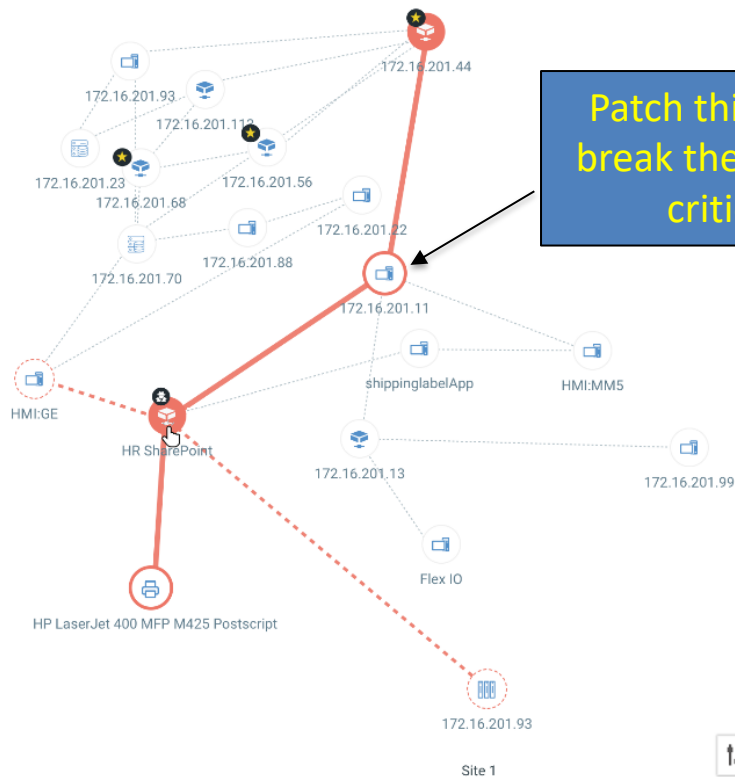 172.16.201.44
172.16.201.93
172.16.201.112
Patch thi
break the
criti
172.16.201.23
172.16.201.56
172.16.201.68
172.16.201.22
172.16.201.88
172.16.201.70
172.16.201.11
shippinglabelApp
HMI:MM5
HMI:GE
HR SharePoint
172.16.201.13
172.16.201.99
Flex IO
HP LaserJet 400 MFP M425 Postscript
172.16.201.93
Site 1